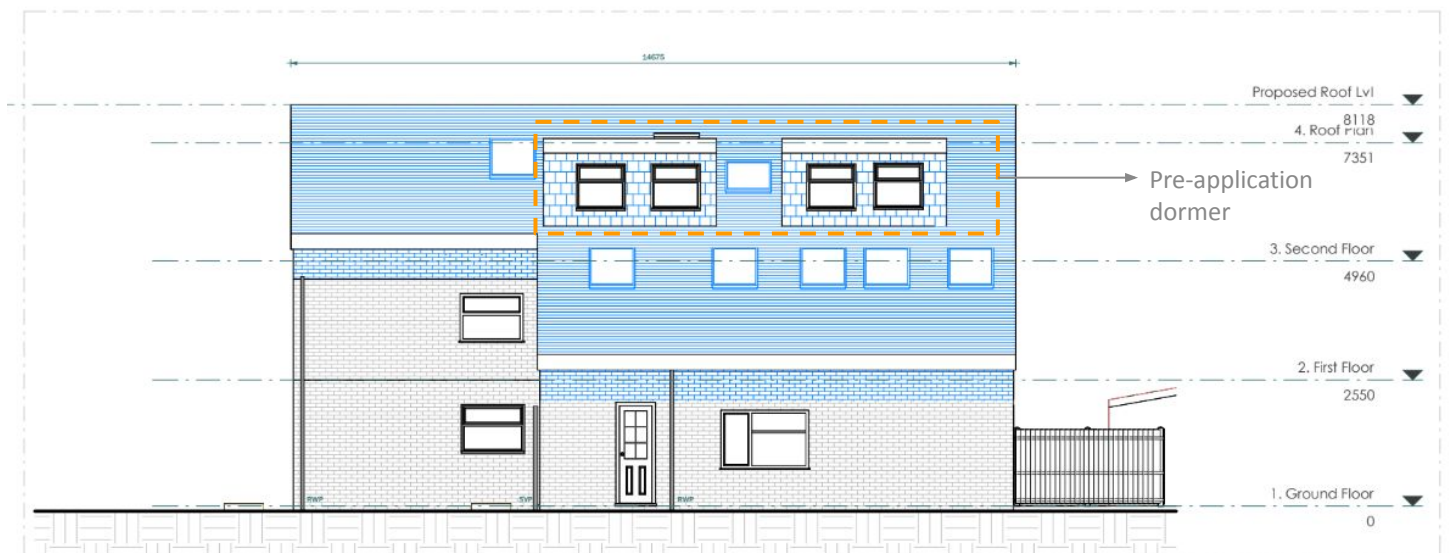 14675
Proposed Roof Lvl
8118
4. Roof Plan
7351
Pre-application
dormer
3. Second Floor
4960
2. First Floor
2550
RWP
SVP
RWP
1. Ground Floor
0